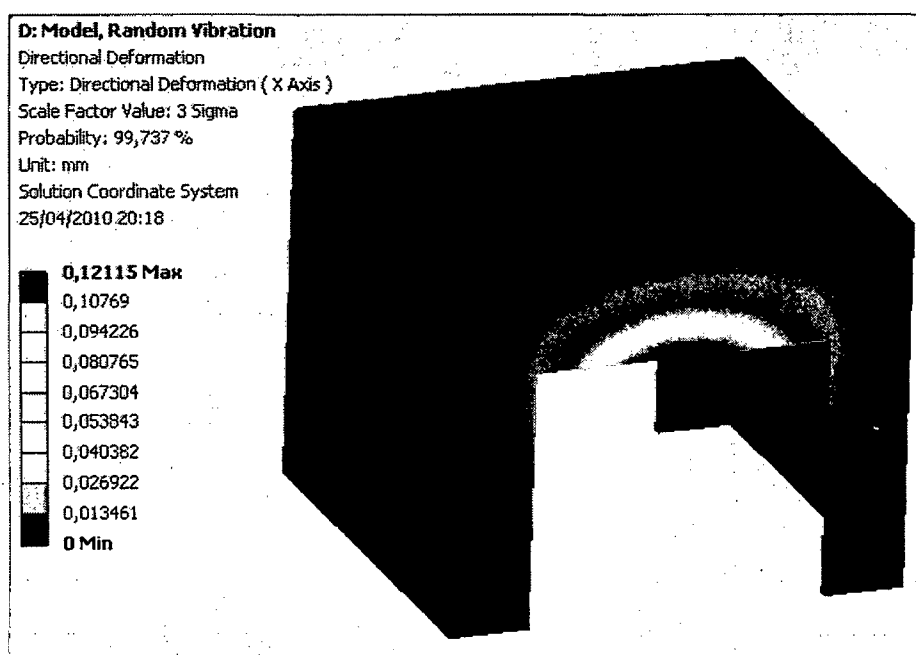 D: Model, Random Vibration
Directional Deformation
Type: Directional Deformation ( X Axis )
Scale Factor Value: 3 Sigma
Probability: 99,737 %
Unit: mm
Solution Coordinate System
25/04/2010 20:18
0,12115 Max
0,10769
0,094226
0,080765
0,067304
0,053843
0,040382
0,026922
0,013461
0 Min